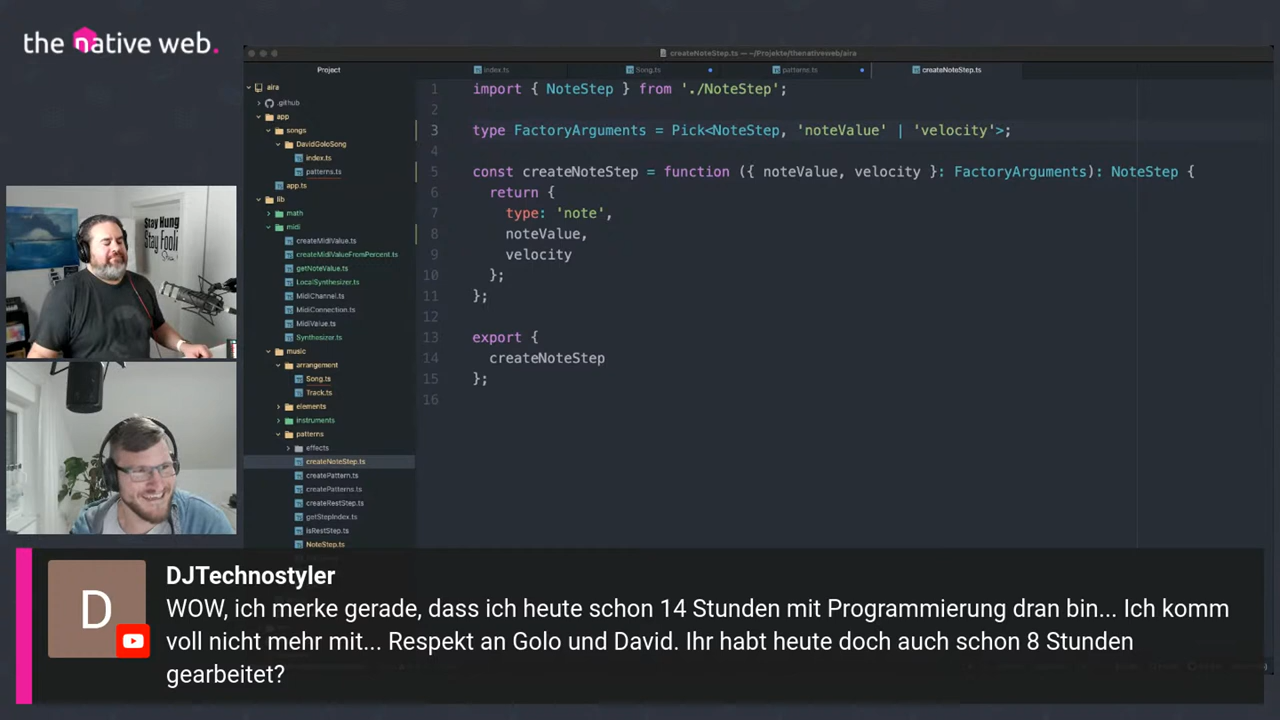 the native web.
createNoteStep.ts — ~/Projekte/thenativeweb/aira
Project
index.ts
Song.ts
patterns.ts
createNoteStep.ts
aira
.github
app
songs
DavidGoloSong
index.ts
patterns.ts
app.ts
lib
math
midi
createMidiValue.ts
createMidiValueFromPercent.ts
getNoteValue.ts
LocalSynthesizer.ts
MidiChannel.ts
MidiConnection.ts
MidiValue.ts
Synthesizer.ts
music
arrangement
Song.ts
Track.ts
elements
instruments
patterns
effects
createNoteStep.ts
createPattern.ts
createPatterns.ts
createRestStep.ts
getStepIndex.ts
isRestStep.ts
NoteStep.ts
1 import { NoteStep } from './NoteStep';
2
3 type FactoryArguments = Pick<NoteStep, 'noteValue' | 'velocity'>;
4
5 const createNoteStep = function ({ noteValue, velocity }: FactoryArguments): NoteStep {
6 return {
7 type: 'note',
8 noteValue,
9 velocity
10 };
11 };
12
13 export {
14 createNoteStep
15 };
16
Stay Hung
Stay Fooli
D
DJTechnostyler
WOW, ich merke gerade, dass ich heute schon 14 Stunden mit Programmierung dran bin... Ich komm
voll nicht mehr mit... Respekt an Golo und David. Ihr habt heute doch auch schon 8 Stunden
gearbeitet?